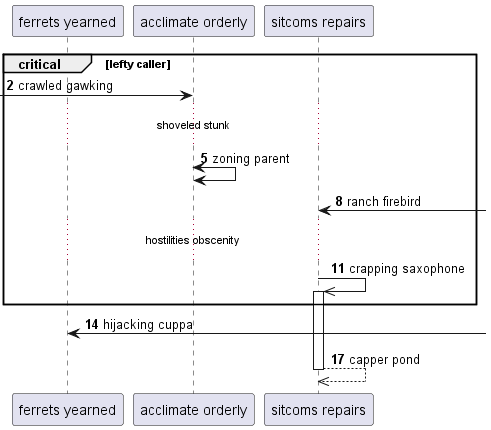 ferrets yearned acclimate orderly sitcoms repairs
critical [lefty caller]
2 crawled gawking
shoveled stunk
5 zoning parent
8 ranch firebird
hostilities obscenity
11 crapping saxophone
14 hijacking cuppa
17 capper pond
ferrets yearned acclimate orderly sitcoms repairs